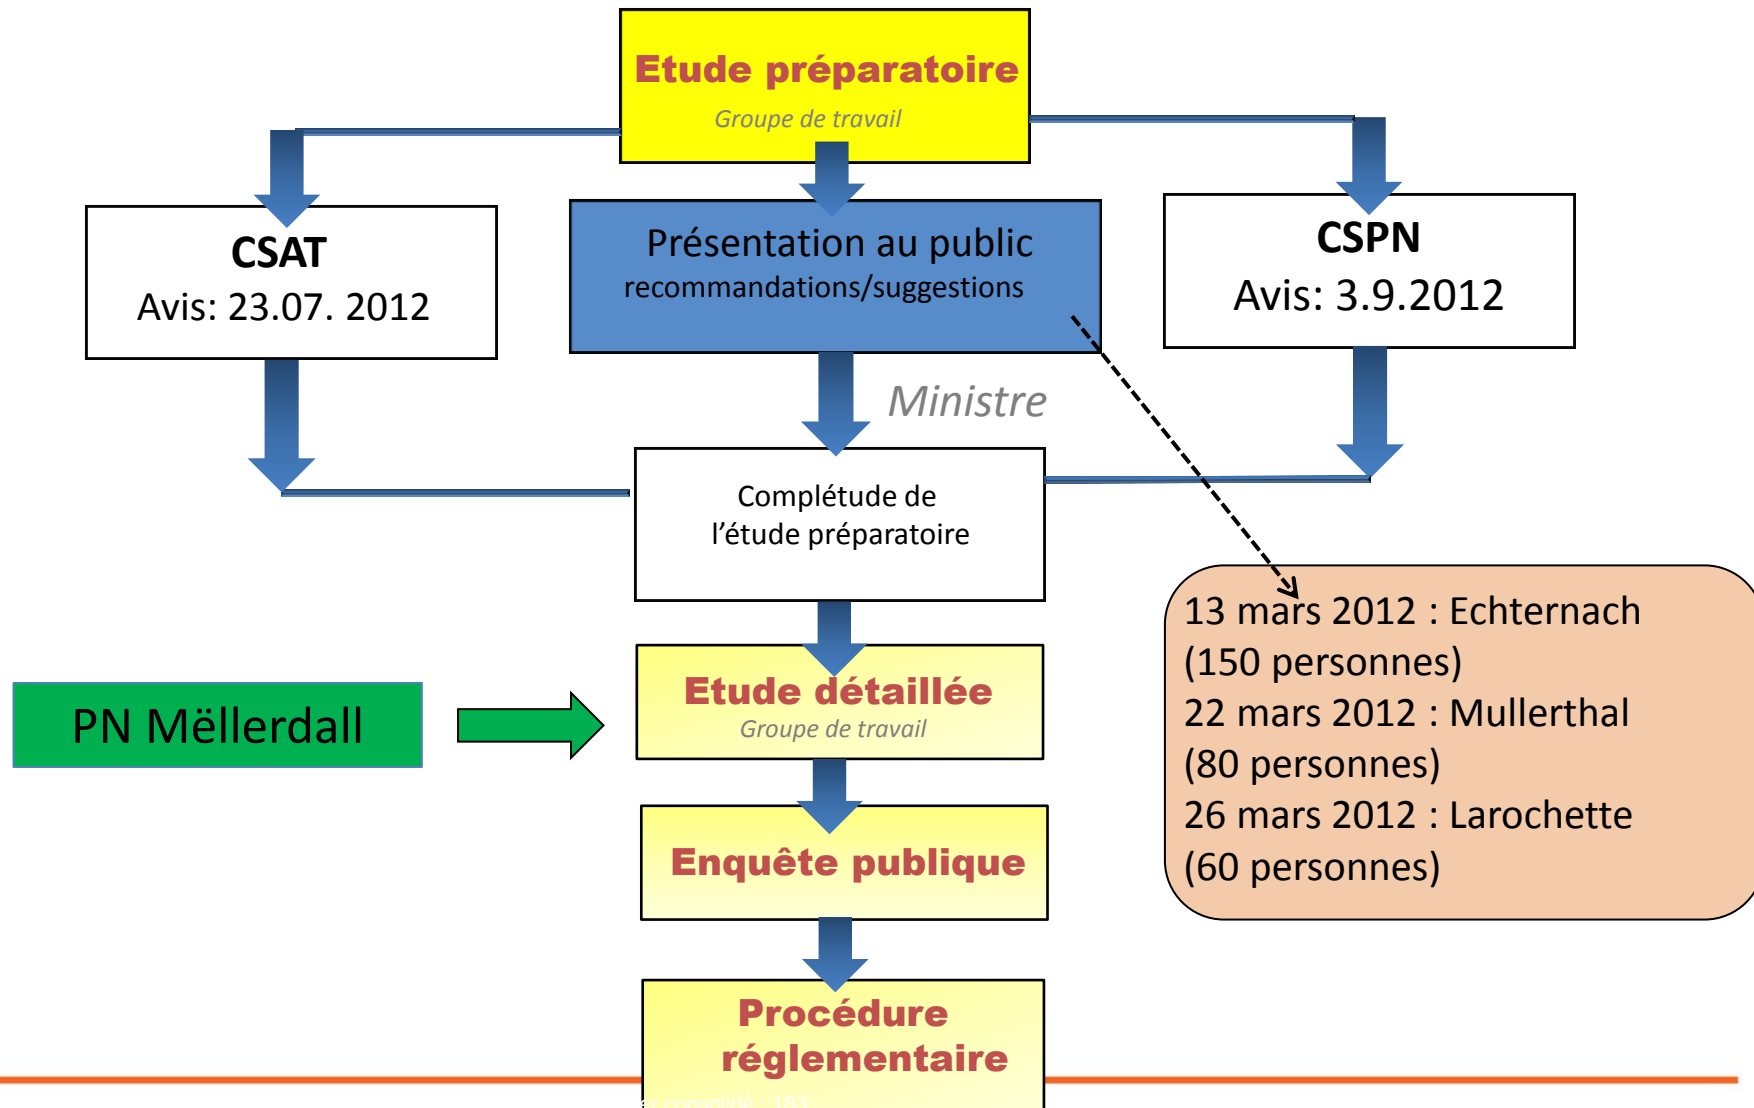 Etude préparatoire
Groupe de travail
CSAT
Avis: 23.07. 2012
Présentation au public
recommandations/suggestions
CSPN
Avis: 3.9.2012
Ministre
Complétude de
l’étude préparatoire
13 mars 2012 : Echternach
(150 personnes)
22 mars 2012 : Mullerthal
(80 personnes)
26 mars 2012 : Larochette
(60 personnes)
PN Mëllerdall
Etude détaillée
Groupe de travail
Enquête publique
Procédure
réglementaire
consolidé : 183